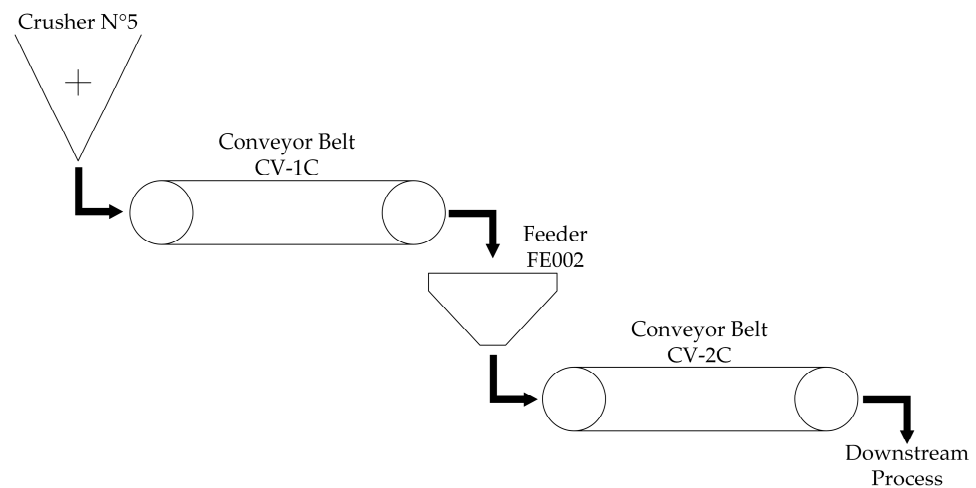 Crusher N°5
Conveyor Belt
CV-1C
Feeder
FE002
Conveyor Belt
CV-2C
Downstream
Process